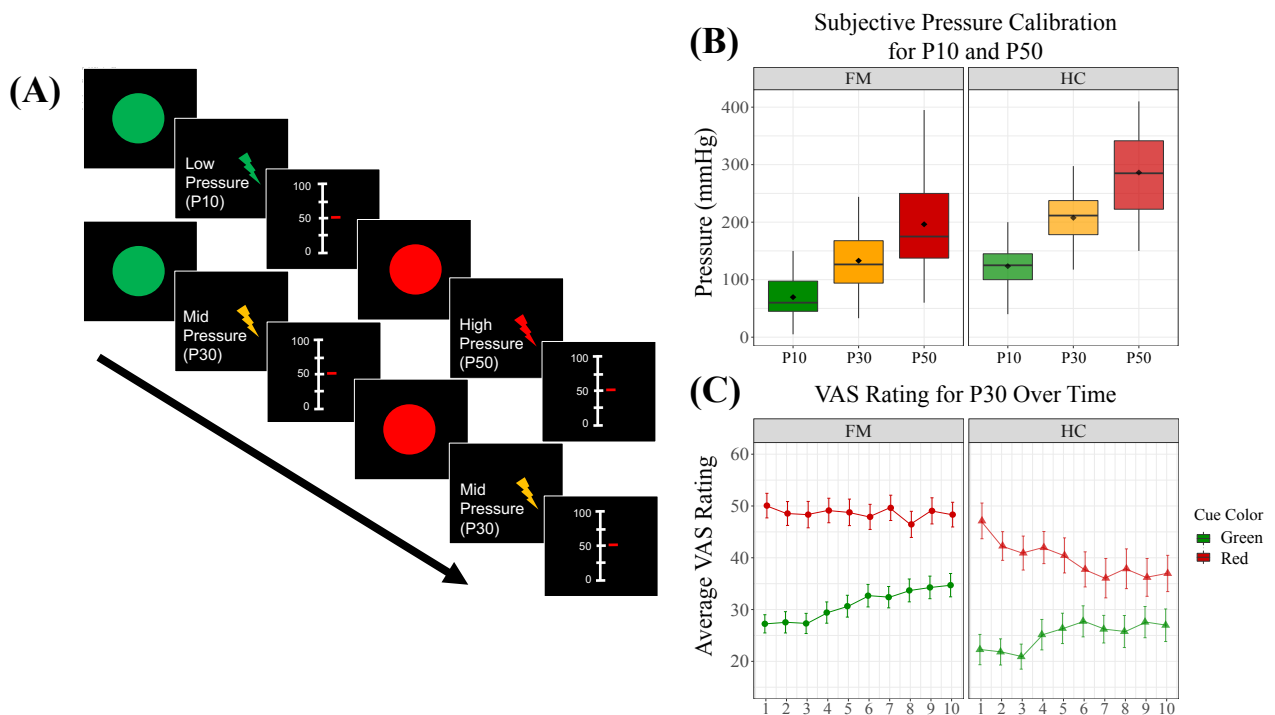 (A)
Low
Pressure
(P10)
100
50
0
Mid
Pressure
(P30)
100
50
0
High
Pressure
(P50)
100
50
0
Mid
Pressure
(P30)
100
50
0
(B)
Subjective Pressure Calibration
for P10 and P50
FM
HC
Pressure (mmHg)
400
300
200
100
0
P10 P30 P50
P10 P30 P50
(C)
VAS Rating for P30 Over Time
FM
HC
Average VAS Rating
60
50
40
30
20
1 2 3 4 5 6 7 8 9 10
1 2 3 4 5 6 7 8 9 10
Cue Color
Green
Red